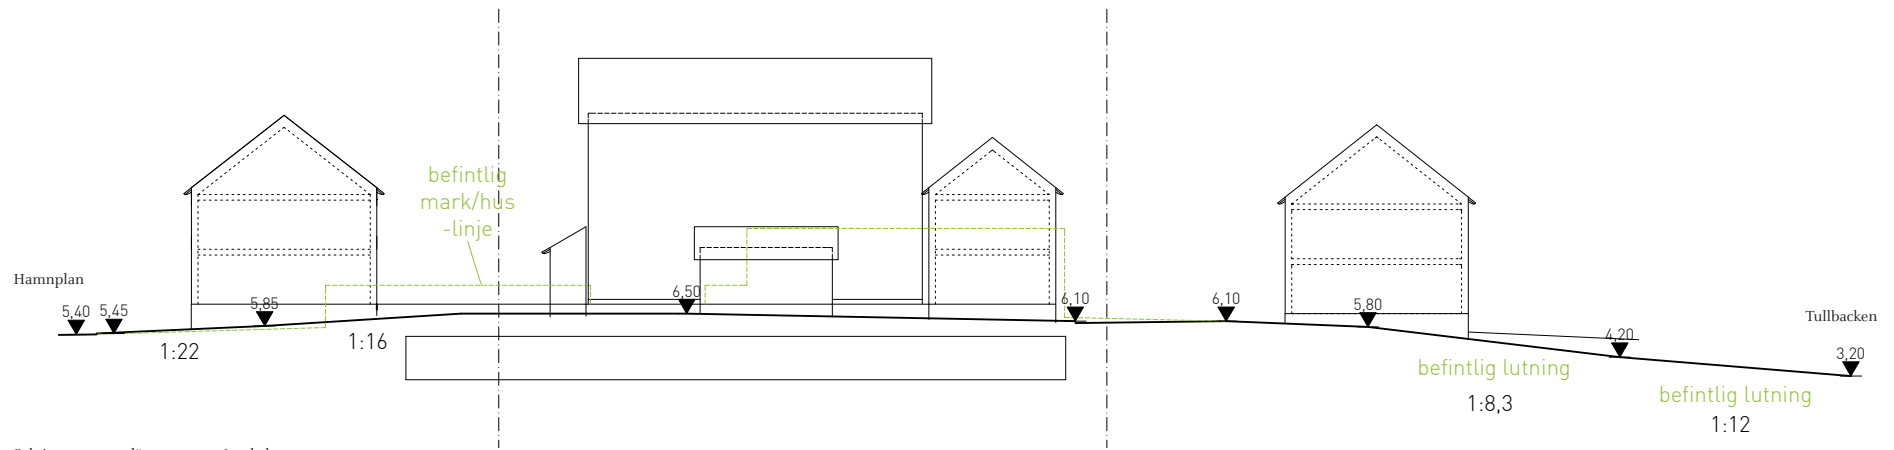 befintlig
mark/hus
-linje
Hamnplan
5,40
5,45
5,85
6,50
6,10
6,10
5,80
Tullbacken
4,20
3,20
1:22
1:16
befintlig lutning
1:8,3
befintlig lutning
1:12